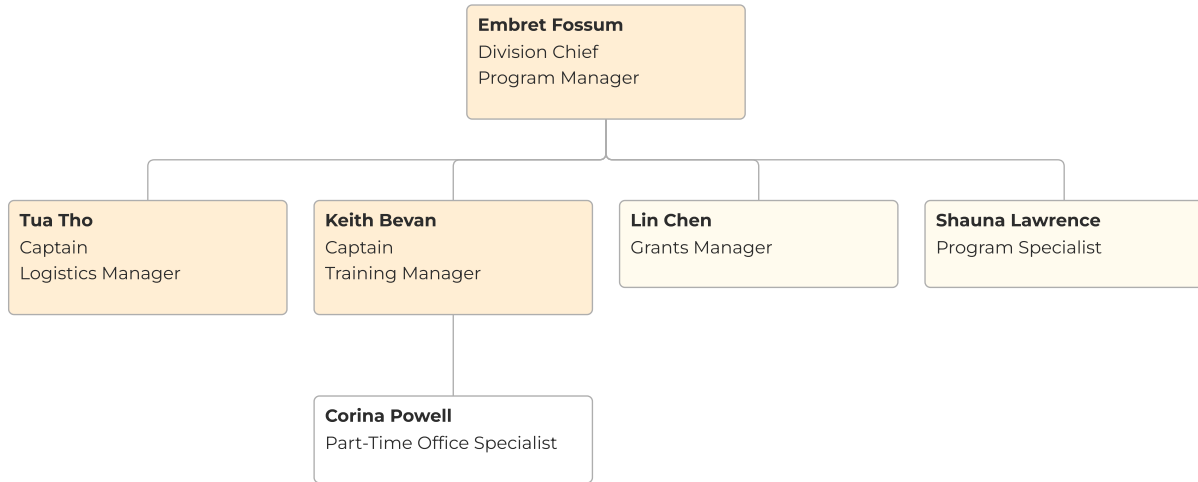 Embret Fossum
Division Chief
Program Manager
Tua Tho
Captain
Logistics Manager
Keith Bevan
Captain
Training Manager
Lin Chen
Grants Manager
Shauna Lawrence
Program Specialist
Corina Powell
Part-Time Office Specialist